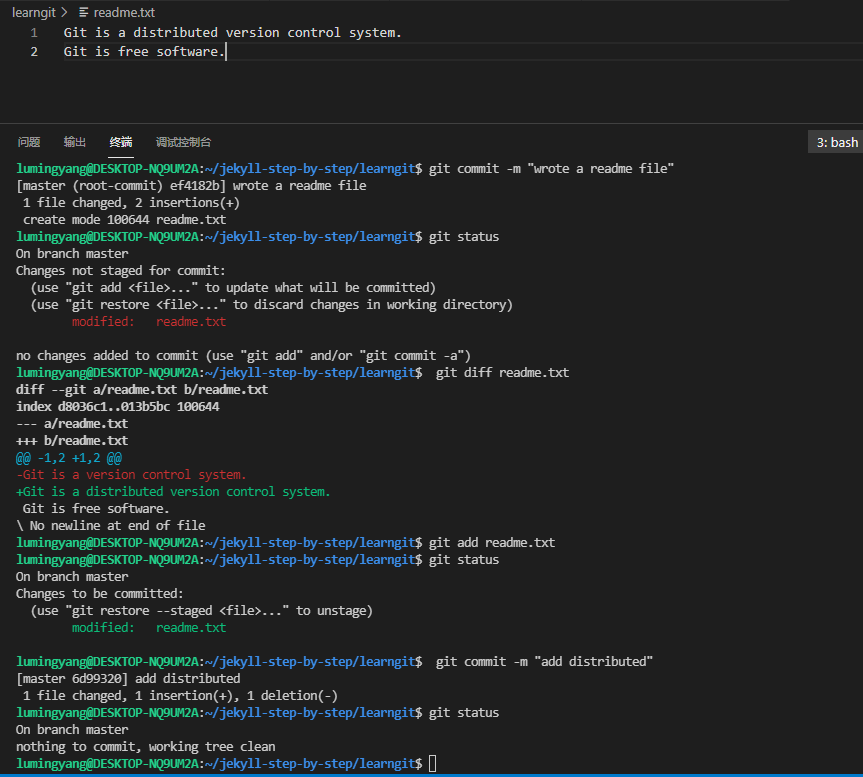 learngit > readme.txt
1 Git is a distributed version control system.
2 Git is free software.
问题 输出 终端 调试控制台 3: bash
lumingyang@DESKTOP-NQ9UM2A:~/jekyll-step-by-step/learngit$ git commit -m "wrote a readme file"
[master (root-commit) ef4182b] wrote a readme file
 1 file changed, 2 insertions(+)
 create mode 100644 readme.txt
lumingyang@DESKTOP-NQ9UM2A:~/jekyll-step-by-step/learngit$ git status
On branch master
Changes not staged for commit:
  (use "git add <file>..." to update what will be committed)
  (use "git restore <file>..." to discard changes in working directory)
        modified:   readme.txt
no changes added to commit (use "git add" and/or "git commit -a")
lumingyang@DESKTOP-NQ9UM2A:~/jekyll-step-by-step/learngit$  git diff readme.txt
diff --git a/readme.txt b/readme.txt
index d8036c1..013b5bc 100644
--- a/readme.txt
+++ b/readme.txt
@@ -1,2 +1,2 @@
-Git is a version control system.
+Git is a distributed version control system.
 Git is free software.
\ No newline at end of file
lumingyang@DESKTOP-NQ9UM2A:~/jekyll-step-by-step/learngit$ git add readme.txt
lumingyang@DESKTOP-NQ9UM2A:~/jekyll-step-by-step/learngit$ git status
On branch master
Changes to be committed:
  (use "git restore --staged <file>..." to unstage)
        modified:   readme.txt
lumingyang@DESKTOP-NQ9UM2A:~/jekyll-step-by-step/learngit$  git commit -m "add distributed"
[master 6d99320] add distributed
 1 file changed, 1 insertion(+), 1 deletion(-)
lumingyang@DESKTOP-NQ9UM2A:~/jekyll-step-by-step/learngit$ git status
On branch master
nothing to commit, working tree clean
lumingyang@DESKTOP-NQ9UM2A:~/jekyll-step-by-step/learngit$